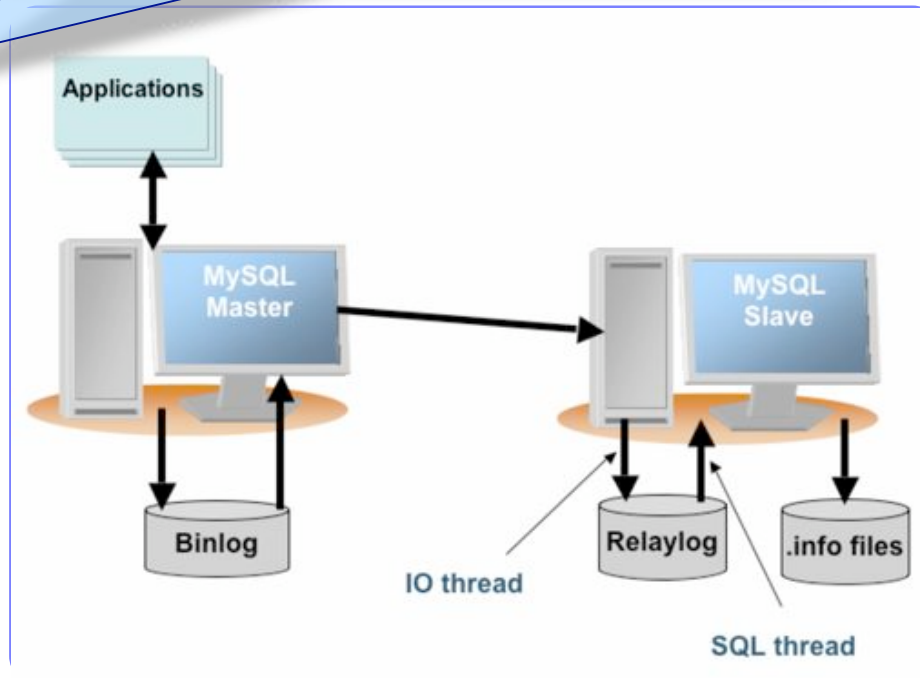 Applications
MySQL
Master
MySQL
Slave
Binlog
Relaylog
.info files
IO thread
SQL thread